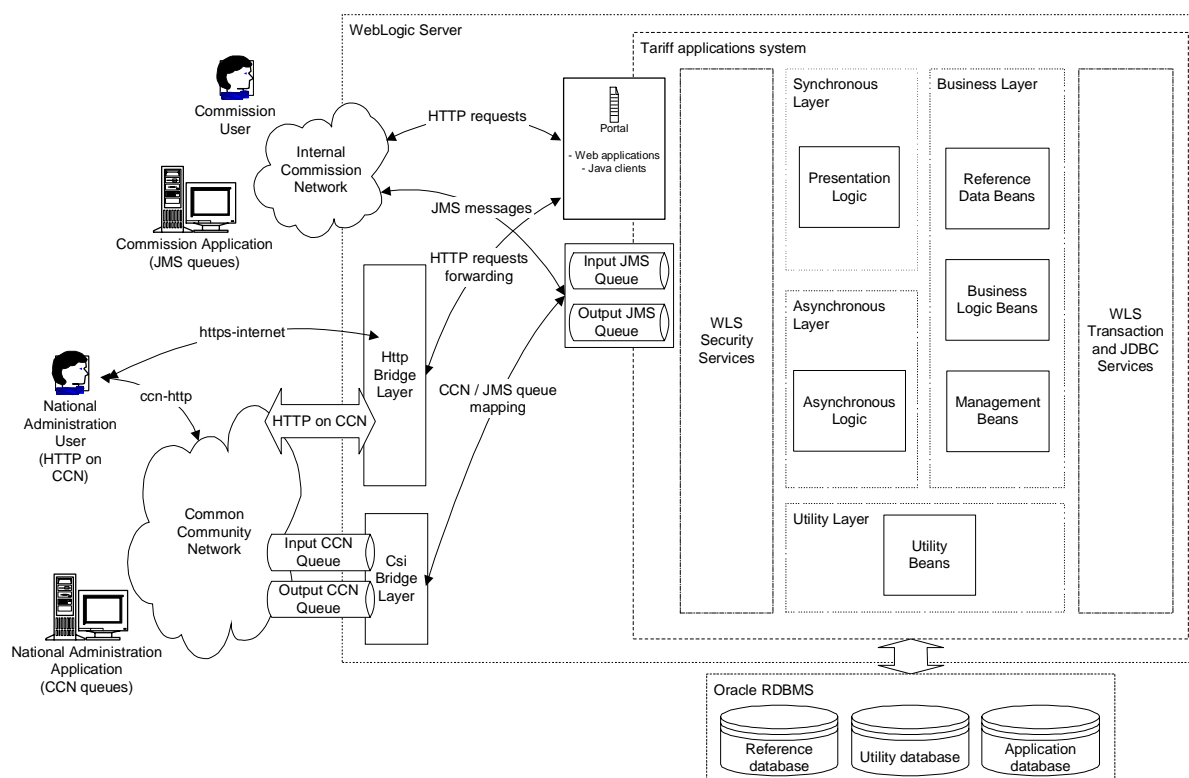 WebLogic Server
Tariff applications system
Commission
User
Internal
Commission
Network
Commission Application
(JMS queues)
HTTP requests
JMS messages
HTTP requests
forwarding
Portal
- Web applications
- Java clients
Input JMS
Queue
Output JMS
Queue
WLS
Security
Services
Synchronous
Layer
Presentation
Logic
Asynchronous
Layer
Asynchronous
Logic
Business Layer
Reference
Data Beans
Business
Logic Beans
Management
Beans
WLS
Transaction
and JDBC
Services
Utility Layer
Utility
Beans
https-internet
National
Administration
User
(HTTP on
CCN)
ccn-http
HTTP on CCN
Http
Bridge
Layer
CCN / JMS queue
mapping
Common
Community
Network
Input CCN
Queue
Output CCN
Queue
Csi
Bridge
Layer
National Administration
Application
(CCN queues)
Oracle RDBMS
Reference
database
Utility database
Application
database